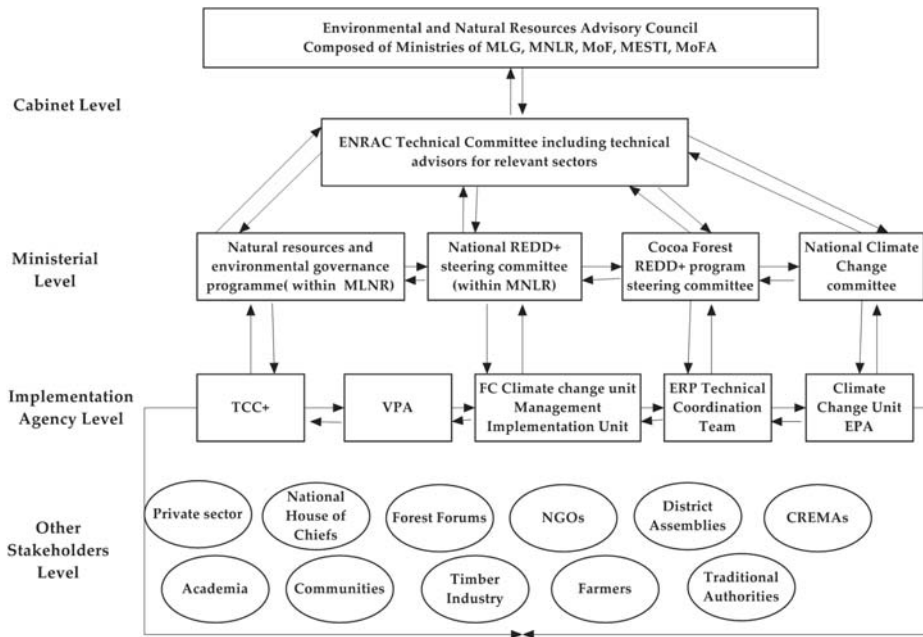 Environmental and Natural Resources Advisory Council
Composed of Ministries of MLG, MNLR, MoF, MESTI, MoFA
Cabinet Level
ENRAC Technical Committee including technical
advisors for relevant sectors
Ministerial
Level
Natural resources and
environmental governance
programme( within MLNR)
National REDD+
steering committee
(within MNLR)
Cocoa Forest
REDD+ program
steering committee
National Climate
Change
committee
Implementation
Agency Level
TCC+
VPA
FC Climate change unit
Management
Implementation Unit
ERP Technical
Coordination
Team
Climate
Change Unit
EPA
Other
Stakeholders
Level
Private sector
National
House of
Chiefs
Forest Forums
NGOs
District
Assemblies
CREMAs
Academia
Communities
Timber
Industry
Farmers
Traditional
Authorities